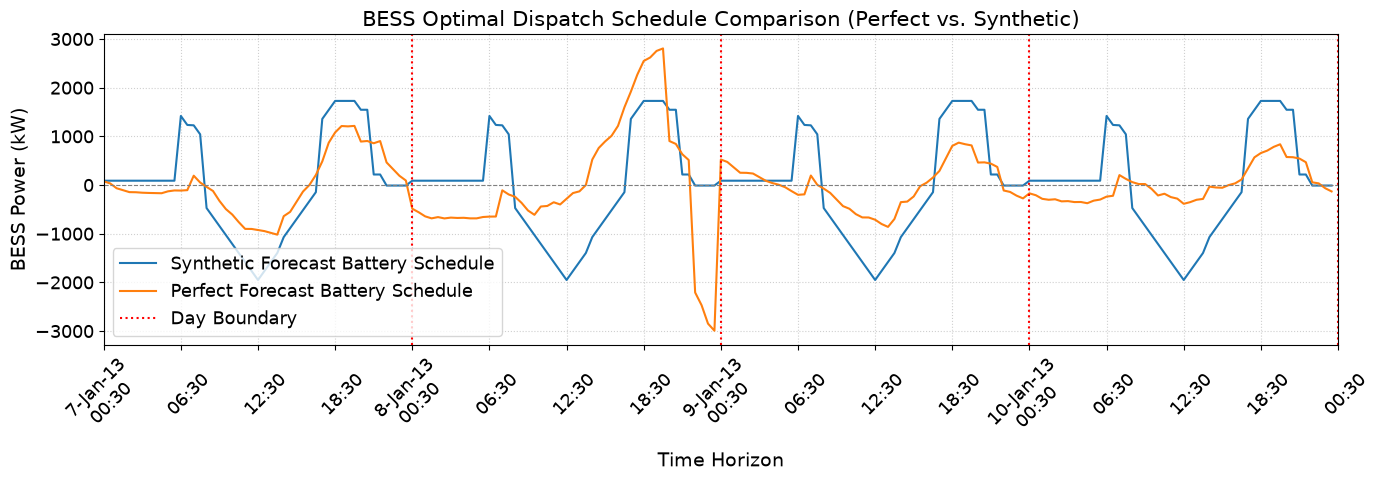 BESS Optimal Dispatch Schedule Comparison (Perfect vs. Synthetic)
BESS Power (kW)
3000
2000
1000
0
−1000
−2000
−3000
Synthetic Forecast Battery Schedule
Perfect Forecast Battery Schedule
Day Boundary
7-Jan-13
00:30
06:30
12:30
18:30
8-Jan-13
00:30
06:30
12:30
18:30
9-Jan-13
00:30
06:30
12:30
18:30
10-Jan-13
00:30
06:30
12:30
18:30
00:30
Time Horizon